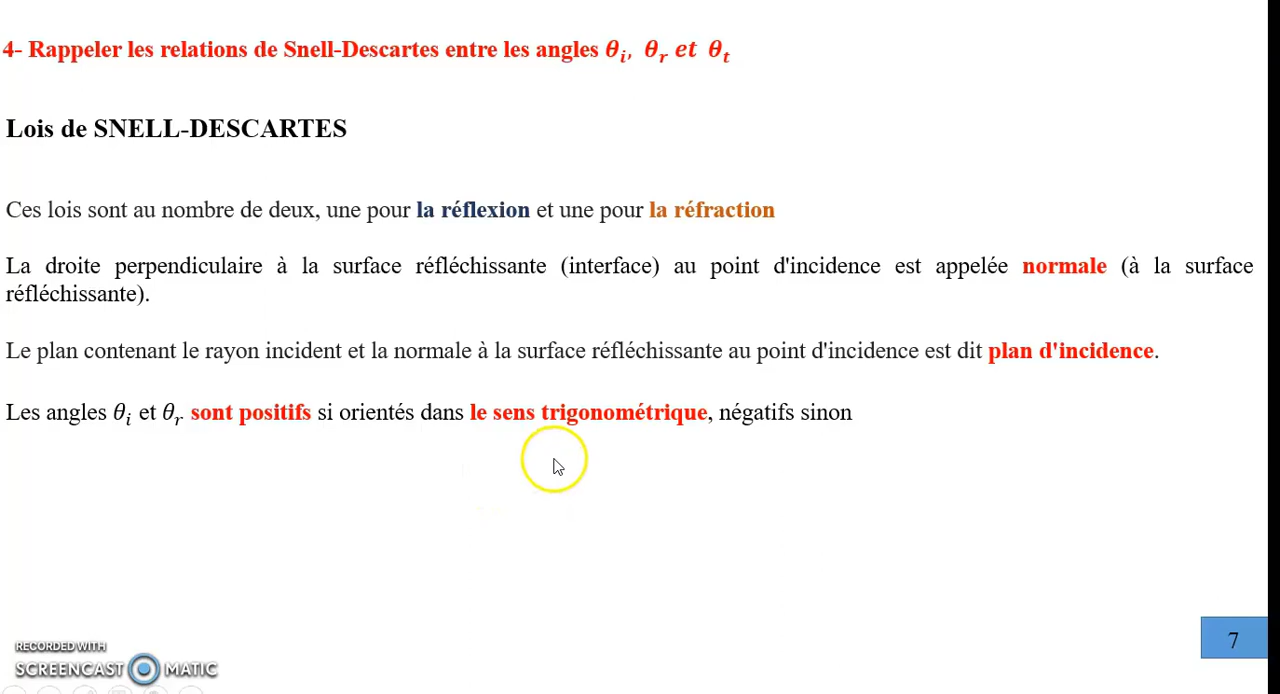 4- Rappeler les relations de Snell-Descartes entre les angles θi, θr et θt
Lois de SNELL-DESCARTES
Ces lois sont au nombre de deux, une pour la réflexion et une pour la réfraction
La droite perpendiculaire à la surface réfléchissante (interface) au point d'incidence est appelée normale (à la surface
réfléchissante).
Le plan contenant le rayon incident et la normale à la surface réfléchissante au point d'incidence est dit plan d'incidence.
Les angles θi et θr sont positifs si orientés dans le sens trigonométrique, négatifs sinon
7
RECORDED WITH
SCREENCAST MATIC